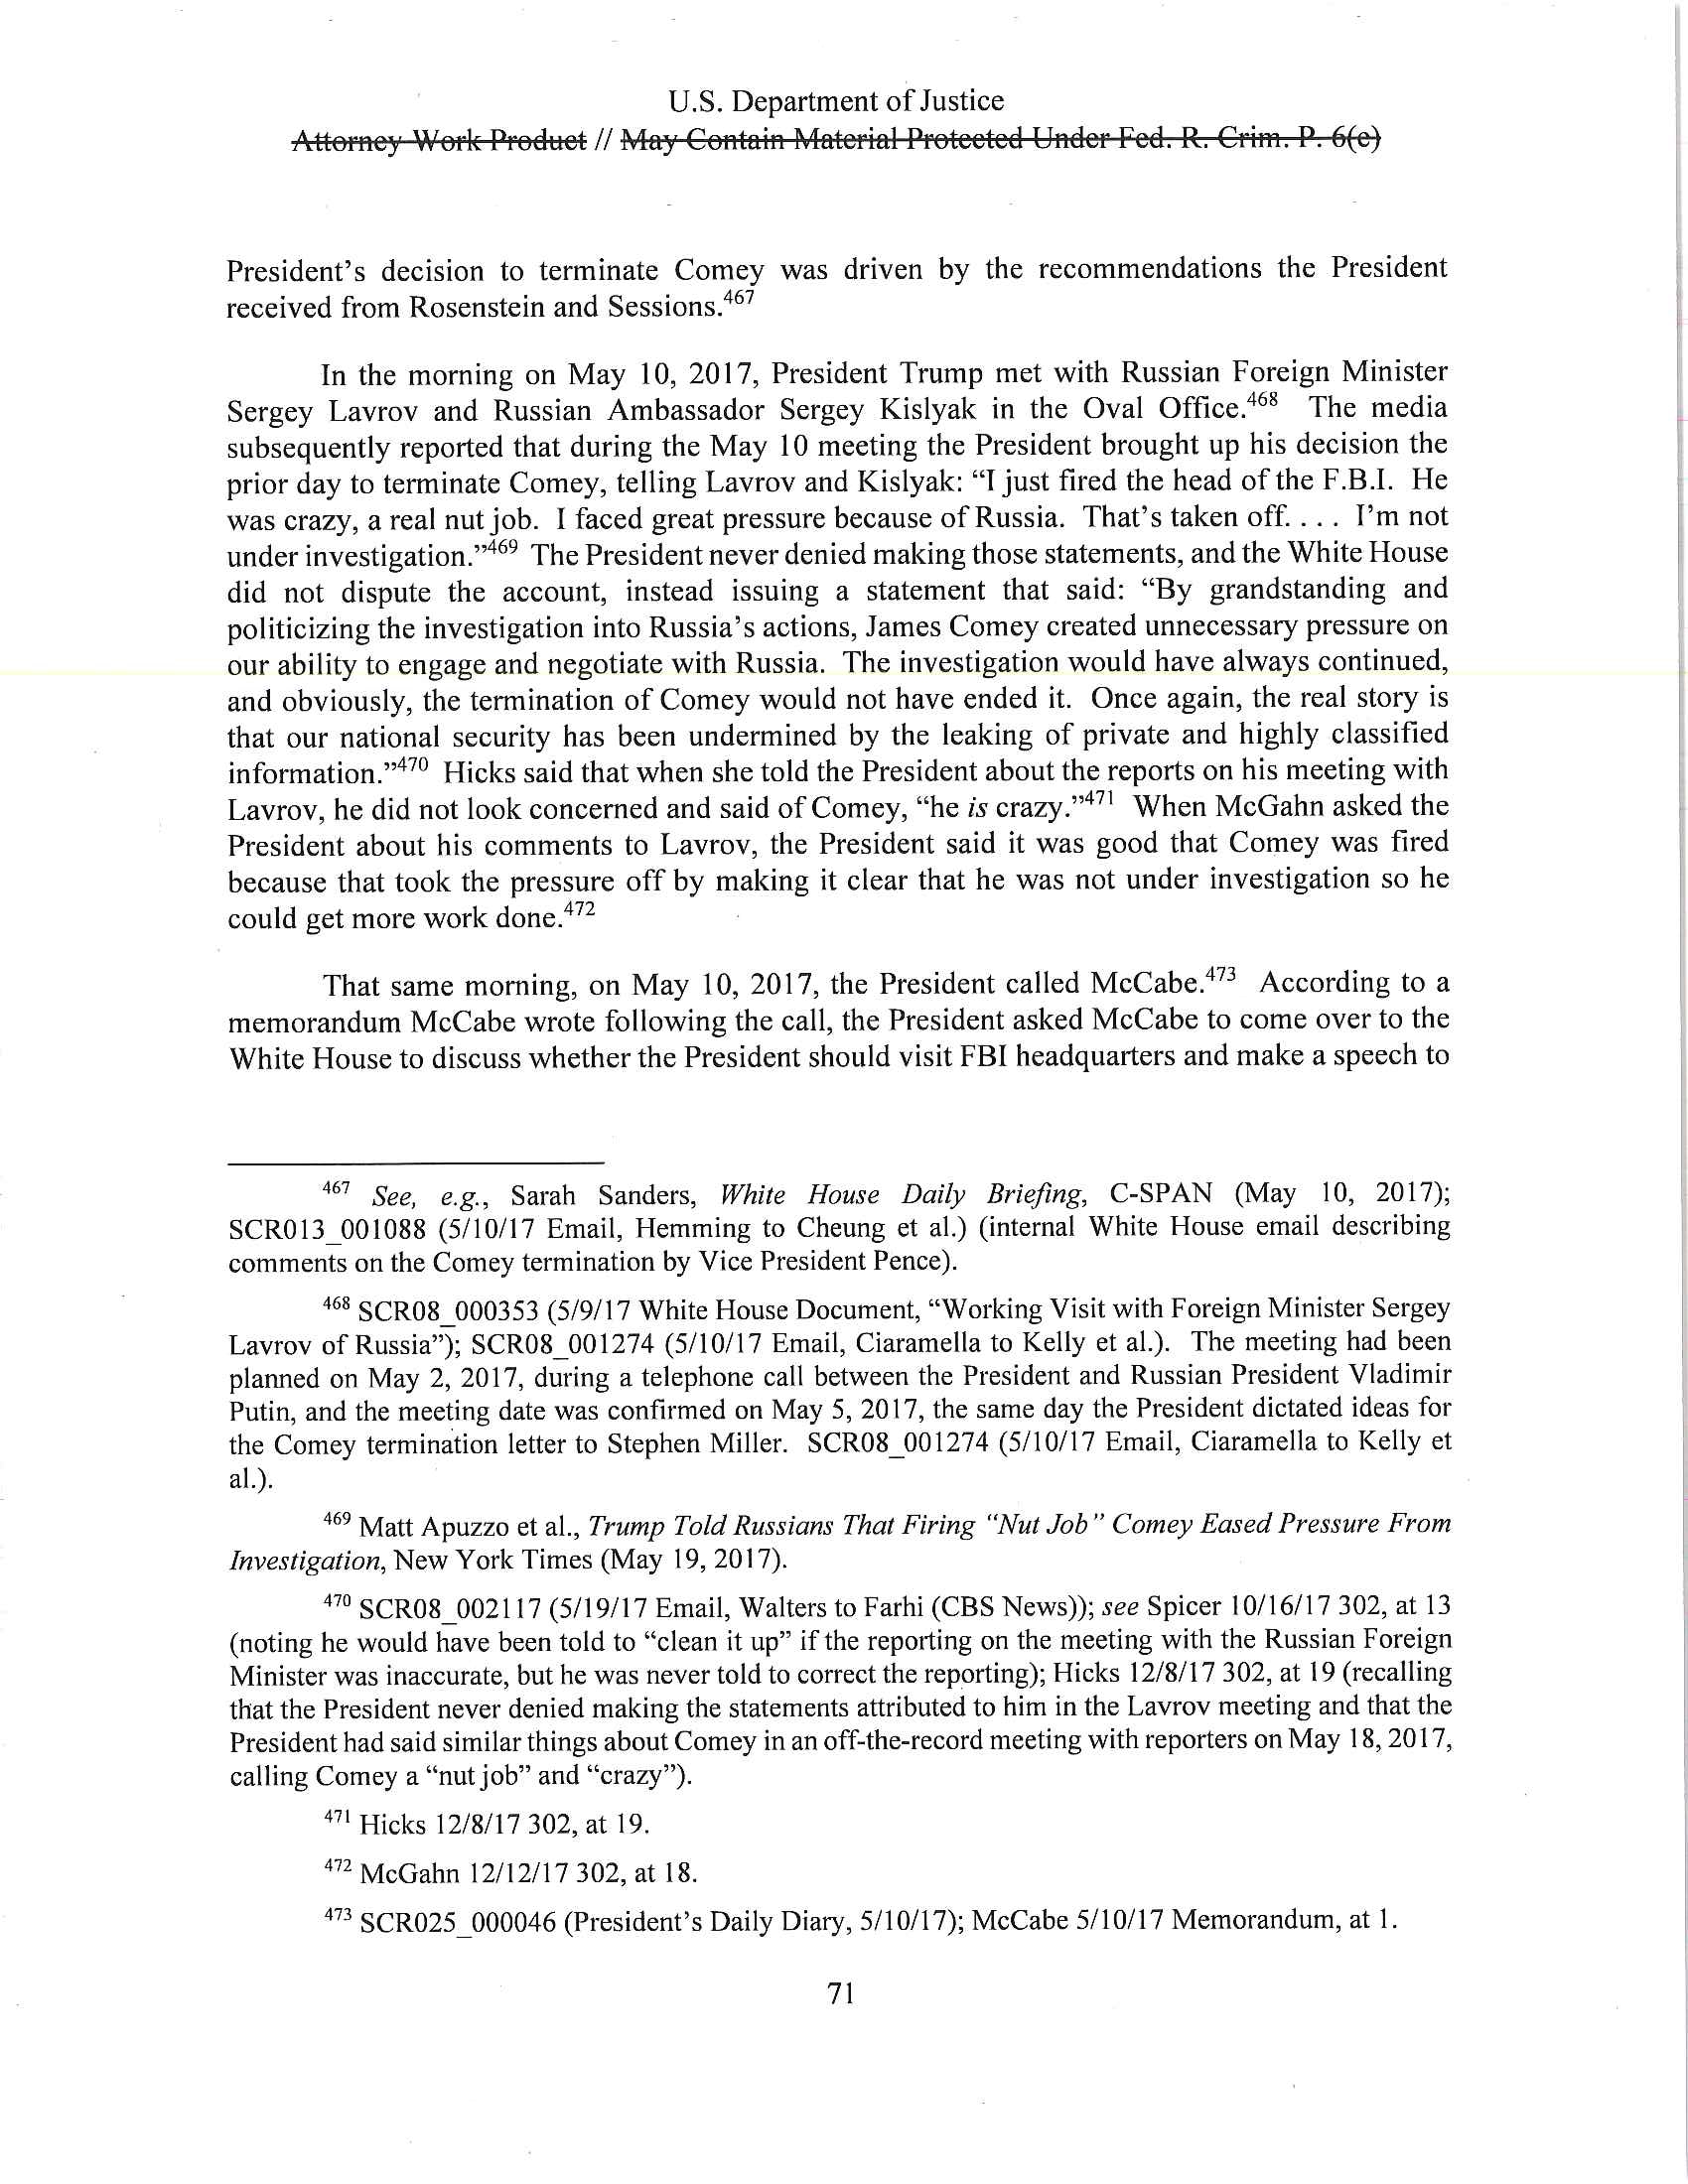 U.S. Department of Justice
Attorney Work Product // May Contain Material Protected Under Fed. R. Crim. P. 6(e)
President's decision to terminate Comey was driven by the recommendations the President
received from Rosenstein and Sessions.467
In the morning on May 10, 2017, President Trump met with Russian Foreign Minister
Sergey Lavrov and Russian Ambassador Sergey Kislyak in the Oval Office.468 The media
subsequently reported that during the May 10 meeting the President brought up his decision the
prior day to terminate Comey, telling Lavrov and Kislyak: “I just fired the head of the F.B.I. He
was crazy, a real nut job. I faced great pressure because of Russia. That's taken off. . . . I'm not
under investigation.”469 The President never denied making those statements, and the White House
did not dispute the account, instead issuing a statement that said: “By grandstanding and
politicizing the investigation into Russia's actions, James Comey created unnecessary pressure on
our ability to engage and negotiate with Russia. The investigation would have always continued,
and obviously, the termination of Comey would not have ended it. Once again, the real story is
that our national security has been undermined by the leaking of private and highly classified
information.”470 Hicks said that when she told the President about the reports on his meeting with
Lavrov, he did not look concerned and said of Comey, “he is crazy.”471 When McGahn asked the
President about his comments to Lavrov, the President said it was good that Comey was fired
because that took the pressure off by making it clear that he was not under investigation so he
could get more work done.472
That same morning, on May 10, 2017, the President called McCabe.473 According to a
memorandum McCabe wrote following the call, the President asked McCabe to come over to the
White House to discuss whether the President should visit FBI headquarters and make a speech to
467 See, e.g., Sarah Sanders, White House Daily Briefing, C-SPAN (May 10, 2017);
SCR013_001088 (5/10/17 Email, Hemming to Cheung et al.) (internal White House email describing
comments on the Comey termination by Vice President Pence).
468 SCR08_000353 (5/9/17 White House Document, “Working Visit with Foreign Minister Sergey
Lavrov of Russia”); SCR08_001274 (5/10/17 Email, Ciaramella to Kelly et al.). The meeting had been
planned on May 2, 2017, during a telephone call between the President and Russian President Vladimir
Putin, and the meeting date was confirmed on May 5, 2017, the same day the President dictated ideas for
the Comey termination letter to Stephen Miller. SCR08_001274 (5/10/17 Email, Ciaramella to Kelly et
al.).
469 Matt Apuzzo et al., Trump Told Russians That Firing “Nut Job” Comey Eased Pressure From
Investigation, New York Times (May 19, 2017).
470 SCR08_002117 (5/19/17 Email, Walters to Farhi (CBS News)); see Spicer 10/16/17 302, at 13
(noting he would have been told to “clean it up” if the reporting on the meeting with the Russian Foreign
Minister was inaccurate, but he was never told to correct the reporting); Hicks 12/8/17 302, at 19 (recalling
that the President never denied making the statements attributed to him in the Lavrov meeting and that the
President had said similar things about Comey in an off-the-record meeting with reporters on May 18, 2017,
calling Comey a “nut job” and “crazy”).
471 Hicks 12/8/17 302, at 19.
472 McGahn 12/12/17 302, at 18.
473 SCR025_000046 (President's Daily Diary, 5/10/17); McCabe 5/10/17 Memorandum, at 1.
71